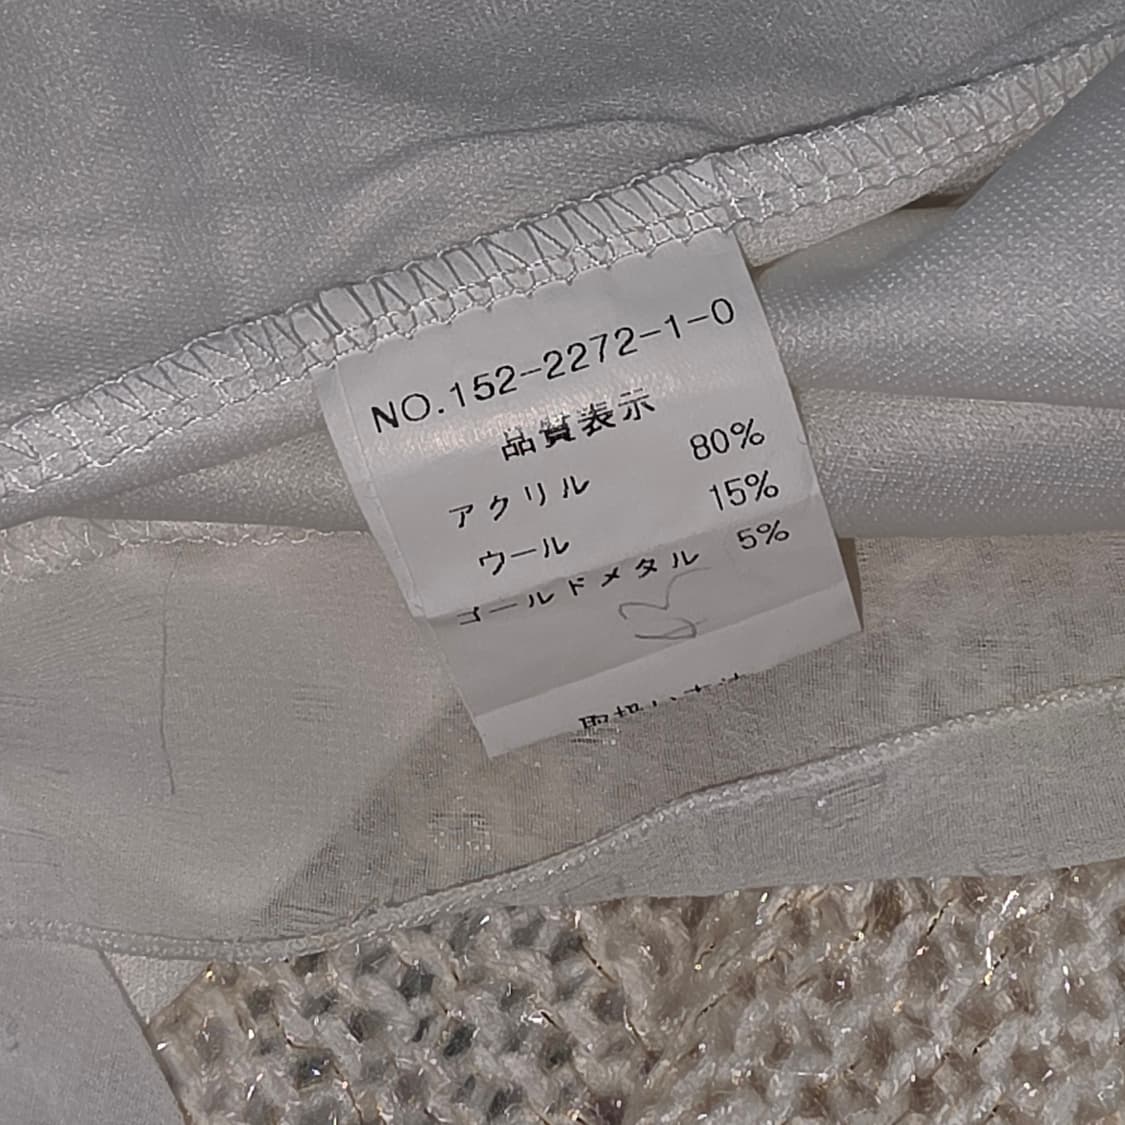 NO.152-2272-1-0
品質表示
アクリル 80%
ウール 15%
ゴールドメタル 5%